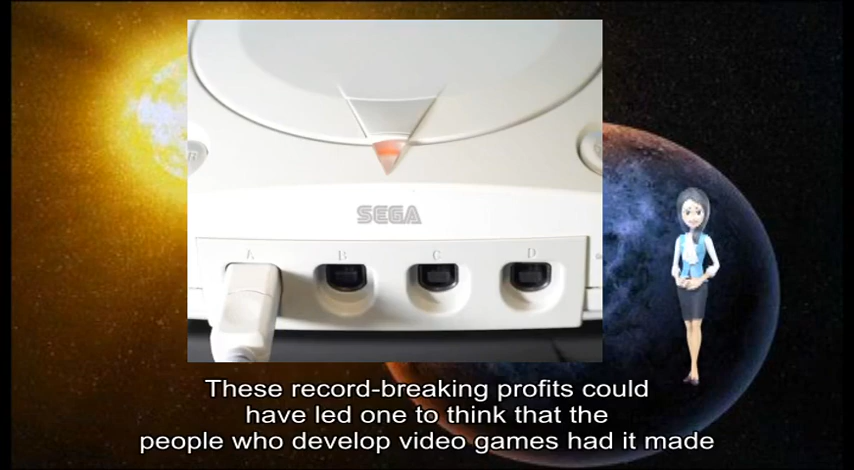 SEGA
A B C D
These record-breaking profits could
have led one to think that the
people who develop video games had it made